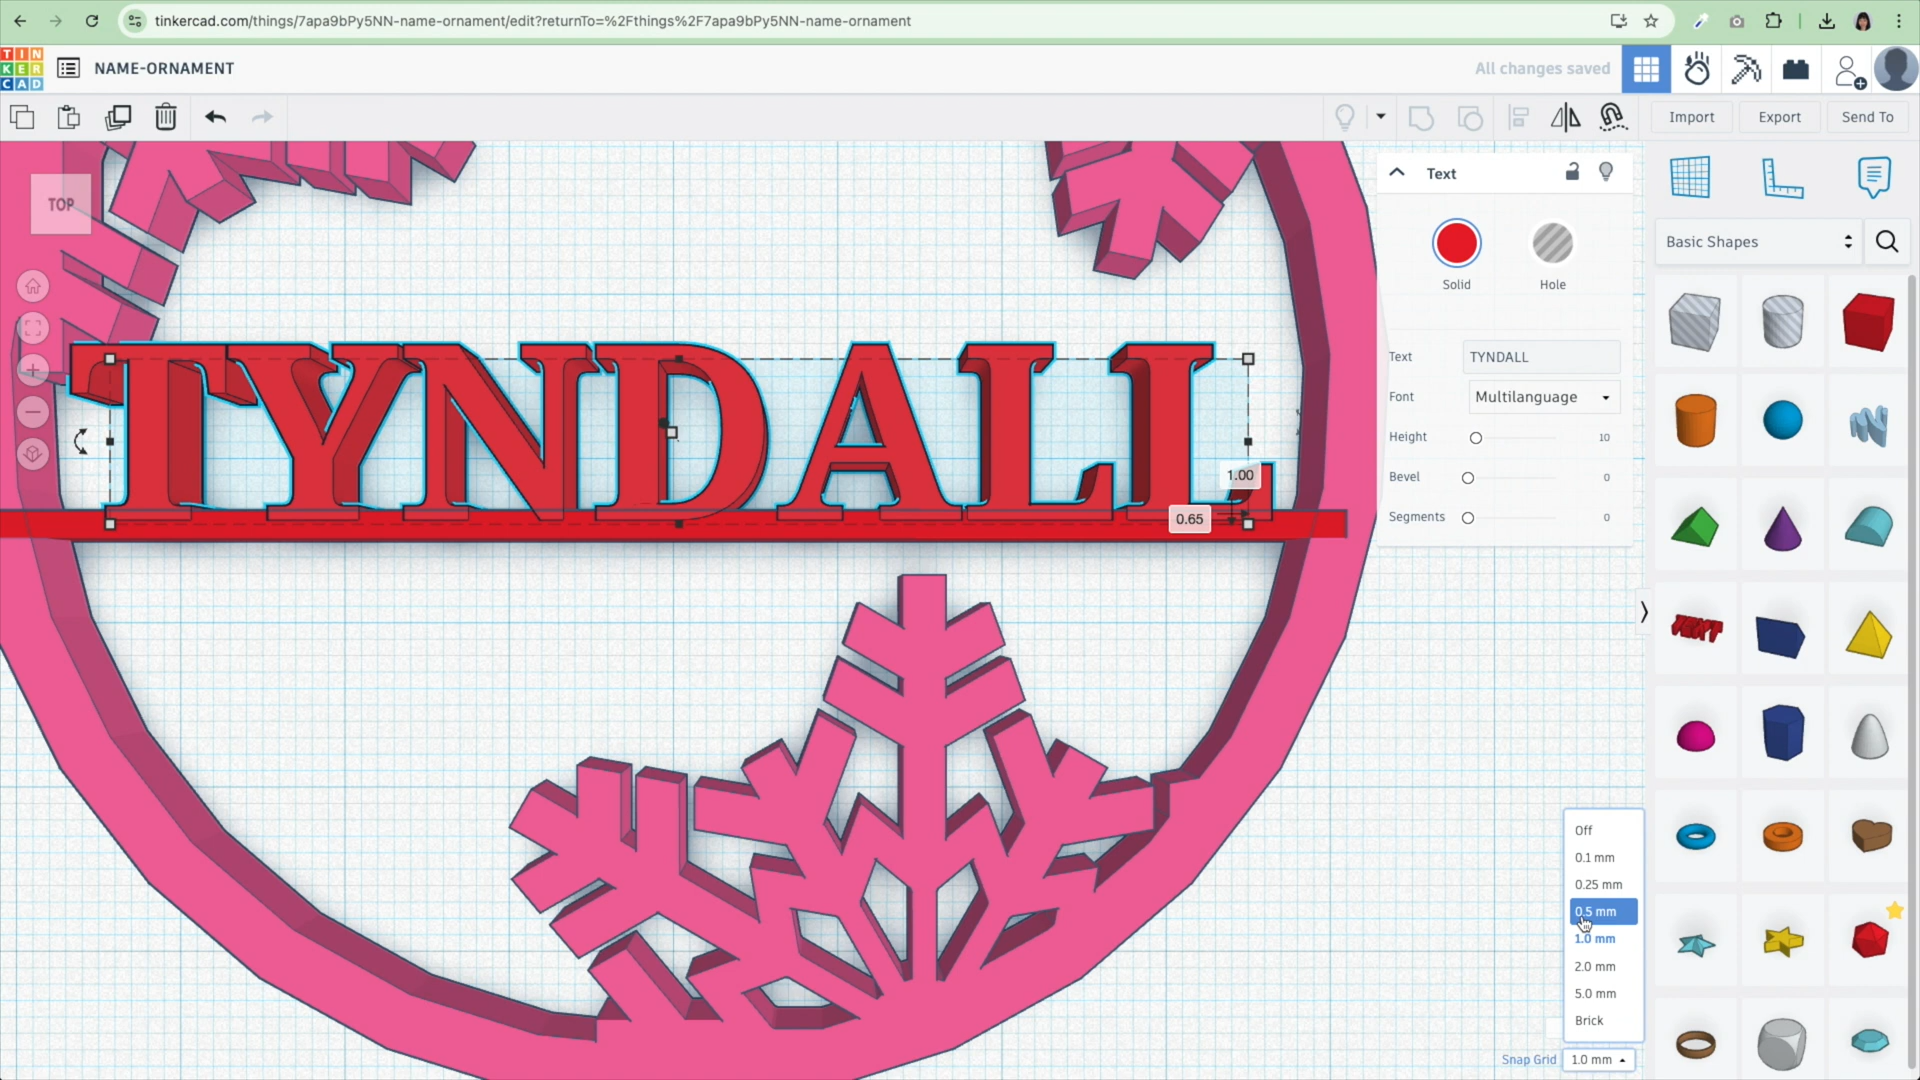 tinkercad.com/things/7apa9bPy5NN-name-ornament/edit?returnTo=%2Fthings%2F7apa9bPy5NN-name-ornament
TIN
KER
CAD
NAME-ORNAMENT
All changes saved
Import
Export
Send To
TOP
Text
Solid
Hole
Text
TYNDALL
Font
Multilanguage
Height
10
Bevel
0
Segments
0
Basic Shapes
TYNDALL
1.00
0.65
TEXT
Off
0.1 mm
0.25 mm
0.5 mm
1.0 mm
2.0 mm
5.0 mm
Brick
Snap Grid
1.0 mm